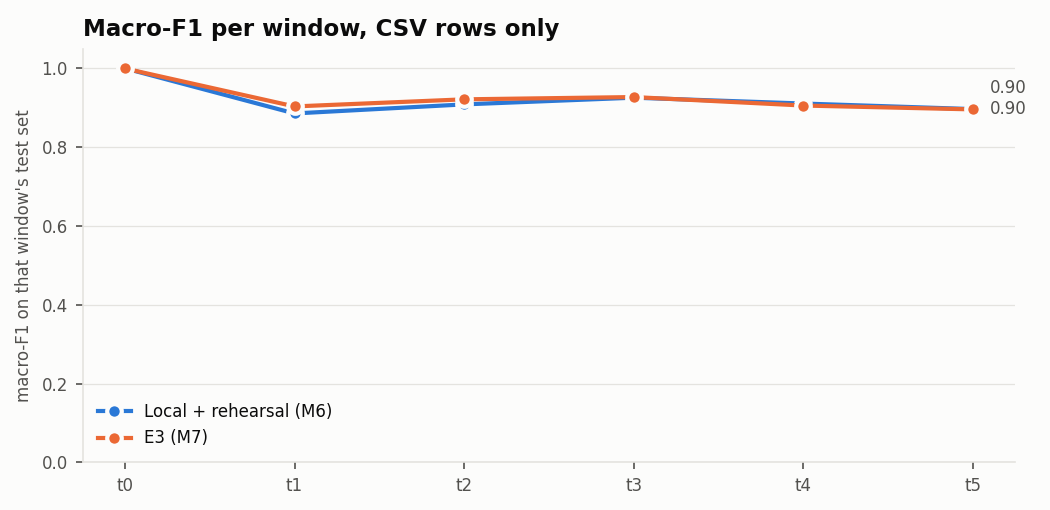 Macro-F1 per window, CSV rows only
macro-F1 on that window's test set
1.0
0.8
0.6
0.4
0.2
0.0
0.90
0.90
Local + rehearsal (M6)
E3 (M7)
t0
t1
t2
t3
t4
t5